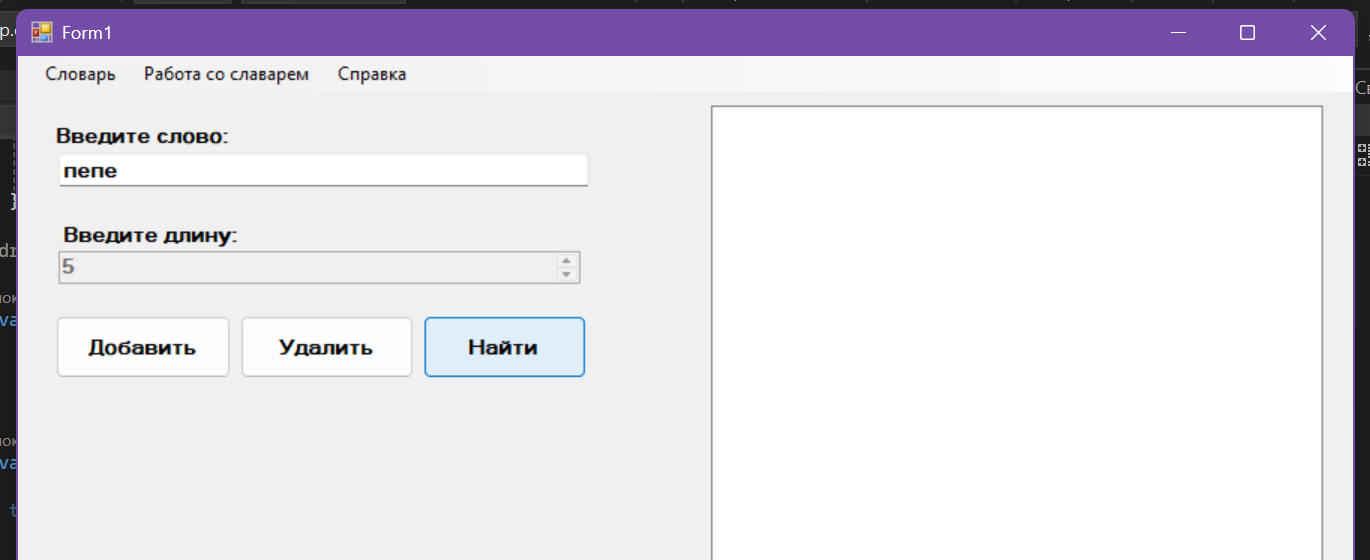 Form1
Словарь Работа со славарем Справка
Введите слово:
пепе
Введите длину:
5
Добавить Удалить Найти